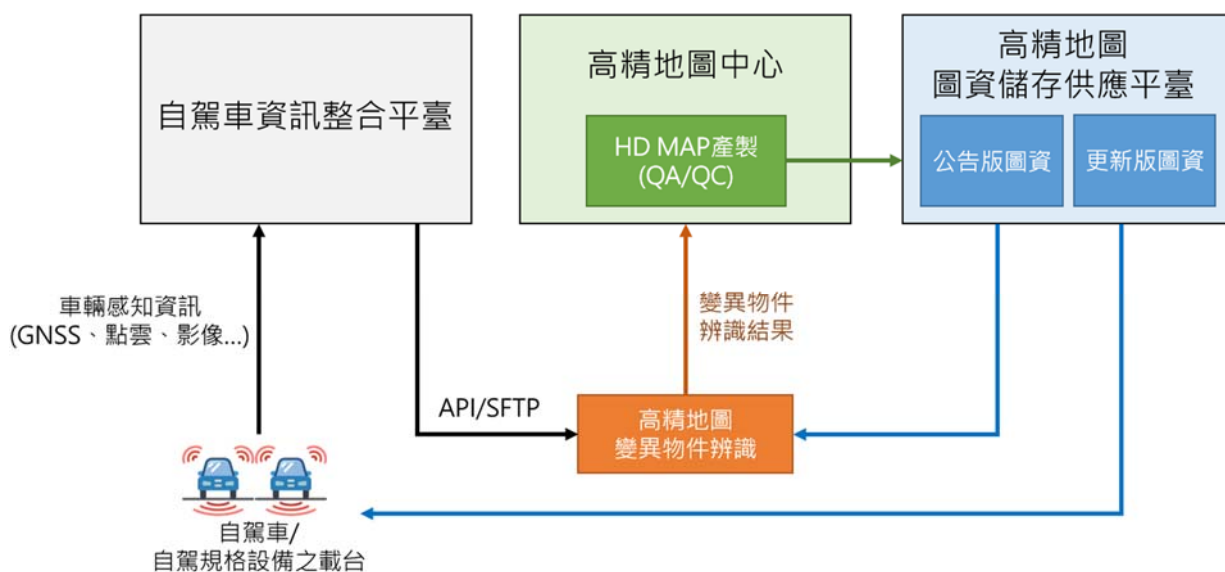 自駕車資訊整合平臺
高精地圖中心
HD MAP產製
(QA/QC)
高精地圖
圖資儲存供應平臺
公告版圖資
更新版圖資
車輛感知資訊
(GNSS、點雲、影像...)
變異物件
辨識結果
API/SFTP
高精地圖
變異物件辨識
自駕車/
自駕規格設備之載台